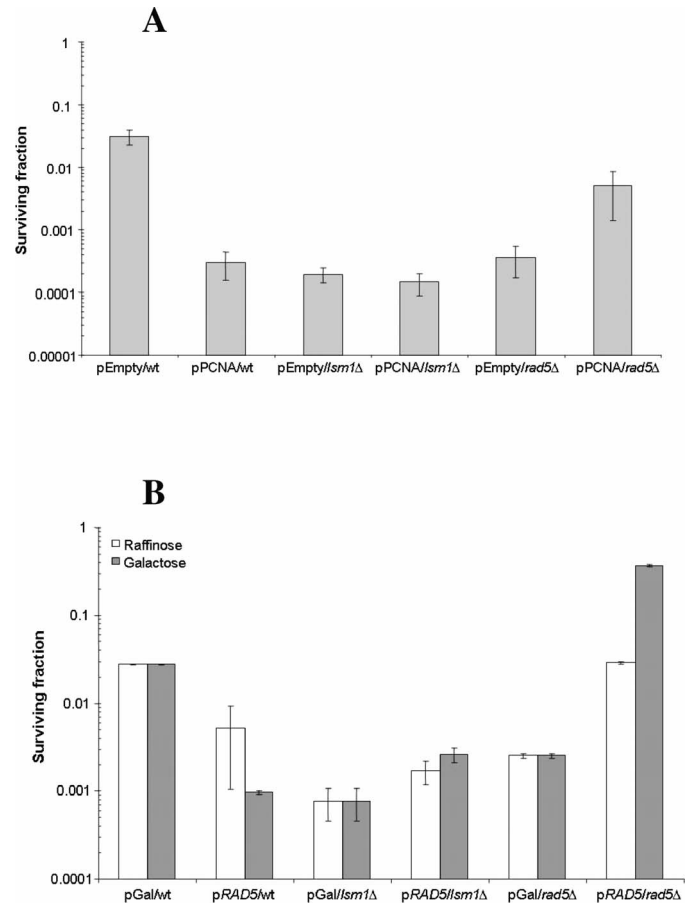 A
1
0.1
0.01
0.001
0.0001
0.00001
Surviving fraction
pEmpty/wt pPCNA/wt pEmpty/lsm1Δ pPCNA/lsm1Δ pEmpty/rad5Δ pPCNA/rad5Δ
B
1
0.1
0.01
0.001
0.0001
Surviving fraction
Raffinose
Galactose
pGal/wt pRAD5/wt pGal/lsm1Δ pRAD5/lsm1Δ pGal/rad5Δ pRAD5/rad5Δ